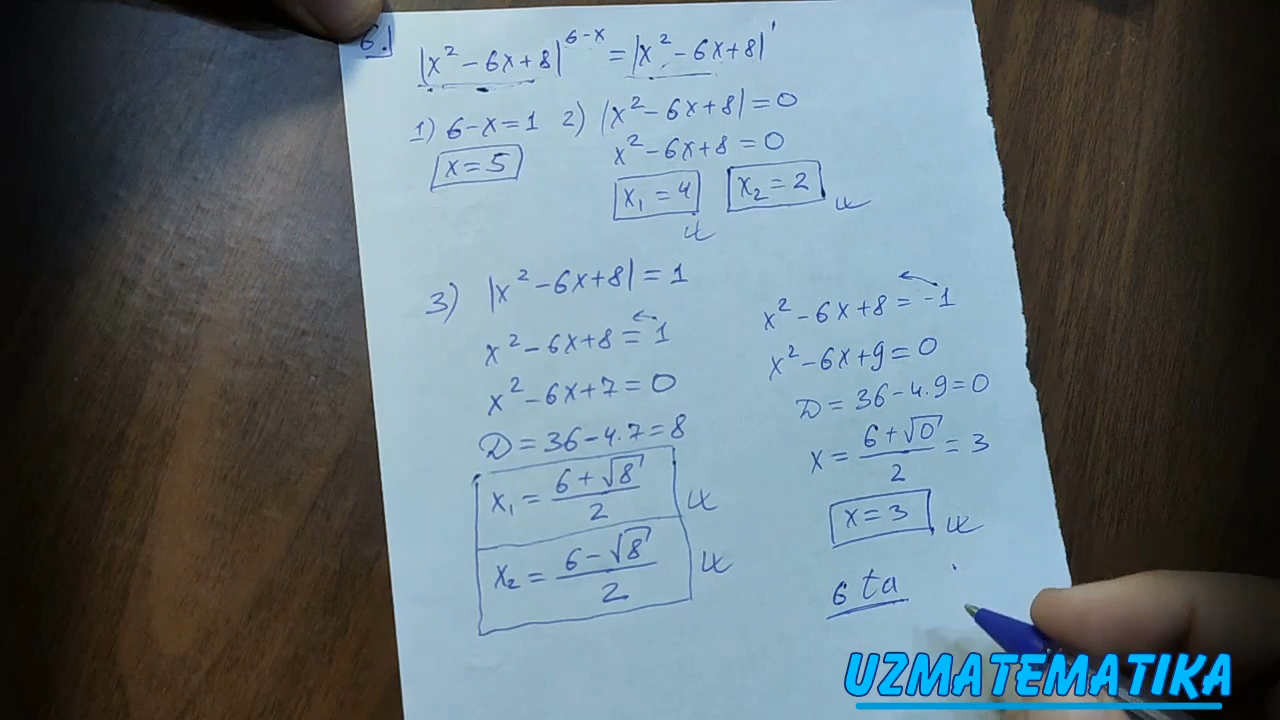 6.
|x² – 6x + 8|^(6–x) = |x² – 6x + 8|¹
1) 6 – x = 1 2) |x² – 6x + 8| = 0
x = 5
x² – 6x + 8 = 0
x₁ = 4 x₂ = 2
3) |x² – 6x + 8| = 1
x² – 6x + 8 = 1
x² – 6x + 7 = 0
D = 36 – 4·7 = 8
x₁ = (6 + √8)/2
x₂ = (6 – √8)/2
x² – 6x + 8 = –1
x² – 6x + 9 = 0
D = 36 – 4·9 = 0
x = (6 + √0)/2 = 3
x = 3
6 ta
UZMATEMATIKA